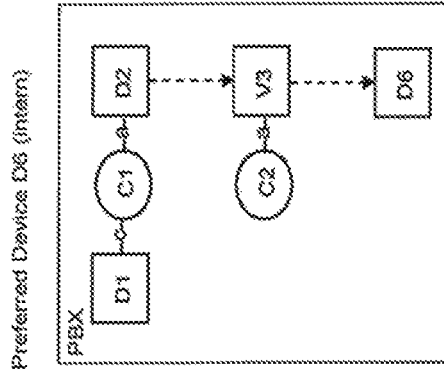 Preferred Device D6 (Intern)
PBX
D1 C1 D2
C2 V3
D6